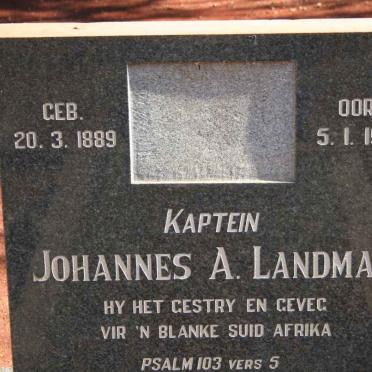 GEB.
20. 3. 1889
OOR
5. 1. 1
KAPTEIN
JOHANNES A. LANDMA
HY HET GESTRY EN GEVEG
VIR 'N BLANKE SUID AFRIKA
PSALM 103 VERS 5